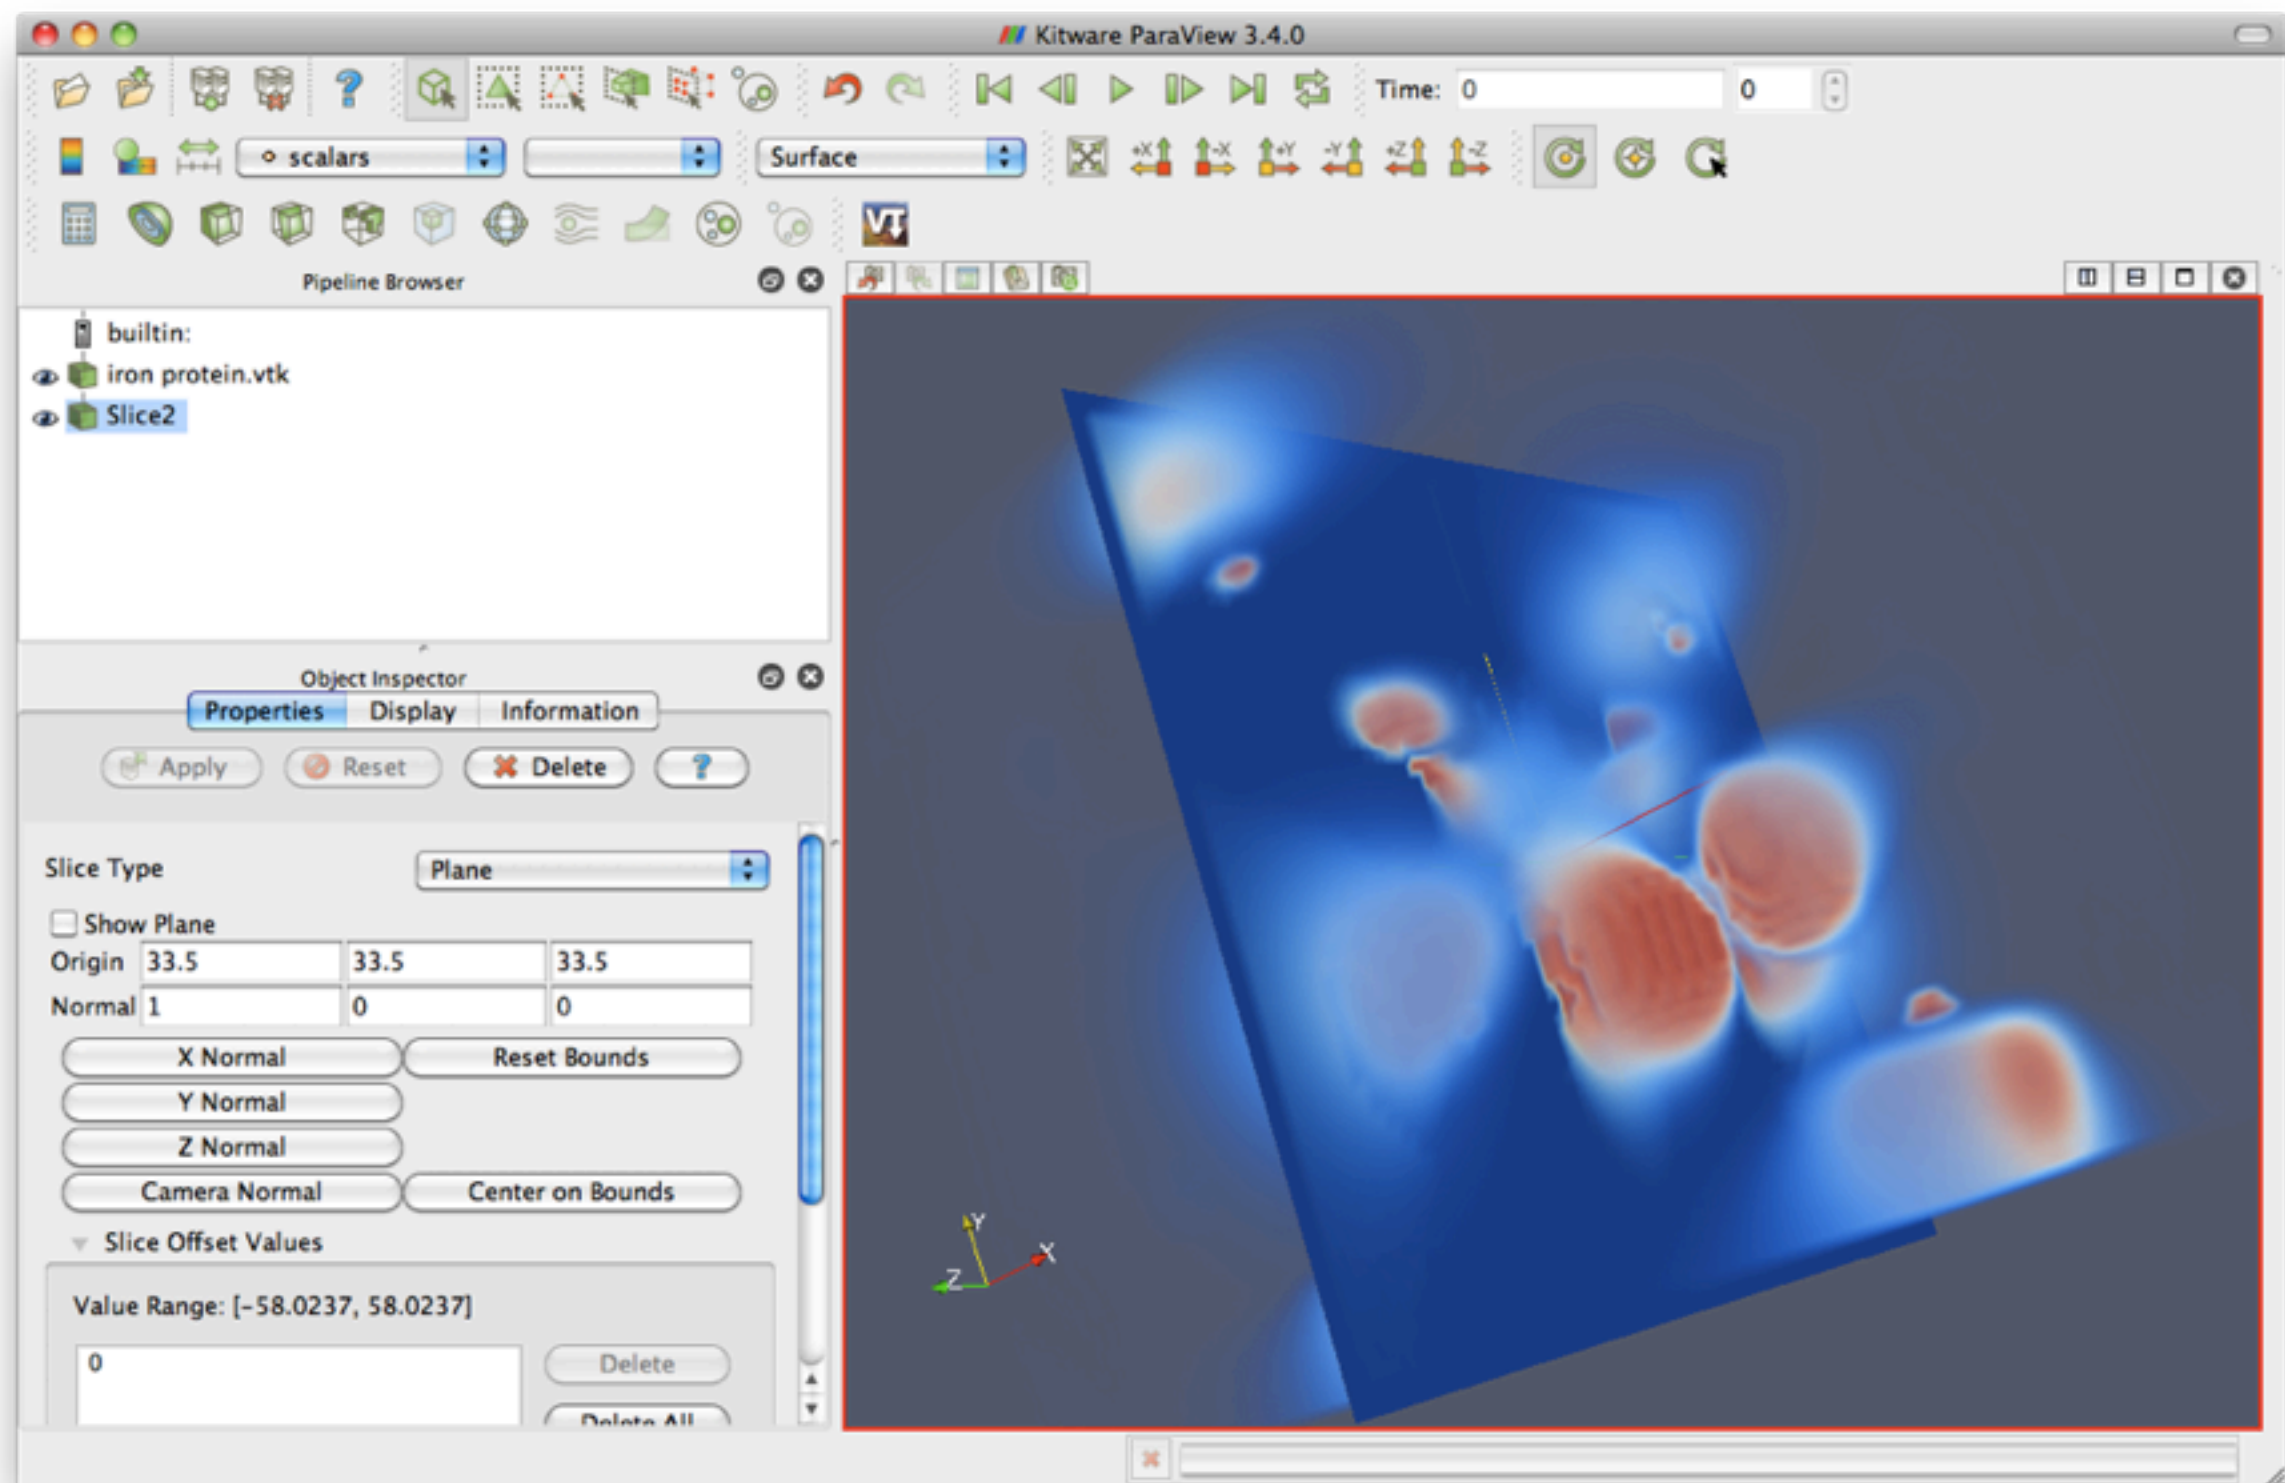 Kitware ParaView 3.4.0
Time: 0 0
scalars Surface +X -X +Y -Y +Z -Z
VT
Pipeline Browser
builtin:
iron protein.vtk
Slice2
Object Inspector
Properties Display Information
Apply Reset Delete ?
Slice Type Plane
Show Plane
Origin 33.5 33.5 33.5
Normal 1 0 0
X Normal Reset Bounds
Y Normal
Z Normal
Camera Normal Center on Bounds
Slice Offset Values
Value Range: [-58.0237, 58.0237]
0 Delete
Delete All
Y
X
Z